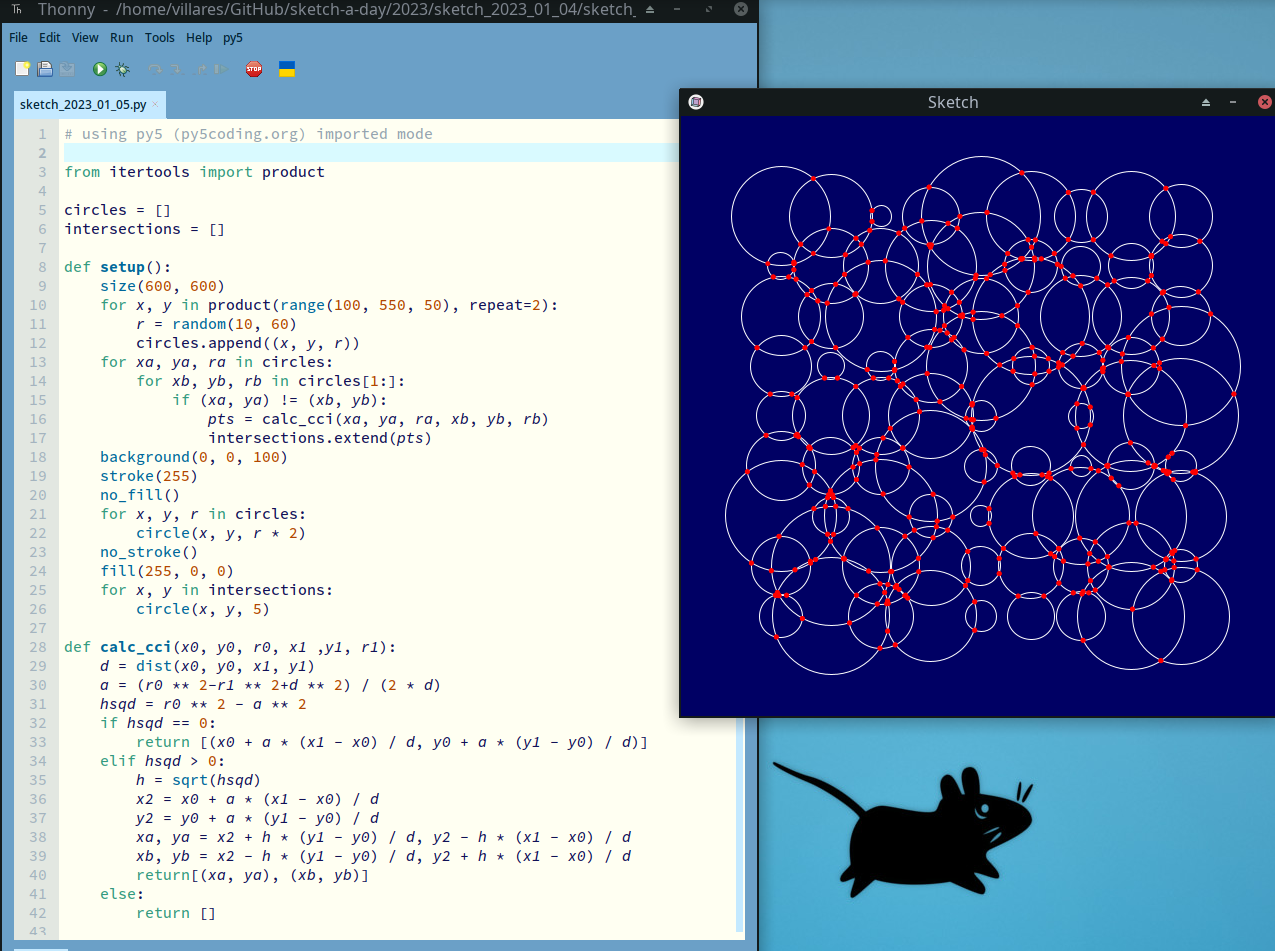 Th Thonny - /home/villares/GitHub/sketch-a-day/2023/sketch_2023_01_04/sketch_
File Edit View Run Tools Help py5
STOP
sketch_2023_01_05.py ×
1 # using py5 (py5coding.org) imported mode
2
3 from itertools import product
4
5 circles = []
6 intersections = []
7
8 def setup():
9 size(600, 600)
10 for x, y in product(range(100, 550, 50), repeat=2):
11 r = random(10, 60)
12 circles.append((x, y, r))
13 for xa, ya, ra in circles:
14 for xb, yb, rb in circles[1:]:
15 if (xa, ya) != (xb, yb):
16 pts = calc_cci(xa, ya, ra, xb, yb, rb)
17 intersections.extend(pts)
18 background(0, 0, 100)
19 stroke(255)
20 no_fill()
21 for x, y, r in circles:
22 circle(x, y, r * 2)
23 no_stroke()
24 fill(255, 0, 0)
25 for x, y in intersections:
26 circle(x, y, 5)
27
28 def calc_cci(x0, y0, r0, x1 ,y1, r1):
29 d = dist(x0, y0, x1, y1)
30 a = (r0 ** 2-r1 ** 2+d ** 2) / (2 * d)
31 hsqd = r0 ** 2 - a ** 2
32 if hsqd == 0:
33 return [(x0 + a * (x1 - x0) / d, y0 + a * (y1 - y0) / d)]
34 elif hsqd > 0:
35 h = sqrt(hsqd)
36 x2 = x0 + a * (x1 - x0) / d
37 y2 = y0 + a * (y1 - y0) / d
38 xa, ya = x2 + h * (y1 - y0) / d, y2 - h * (x1 - x0) / d
39 xb, yb = x2 - h * (y1 - y0) / d, y2 + h * (x1 - x0) / d
40 return[(xa, ya), (xb, yb)]
41 else:
42 return []
43
Sketch